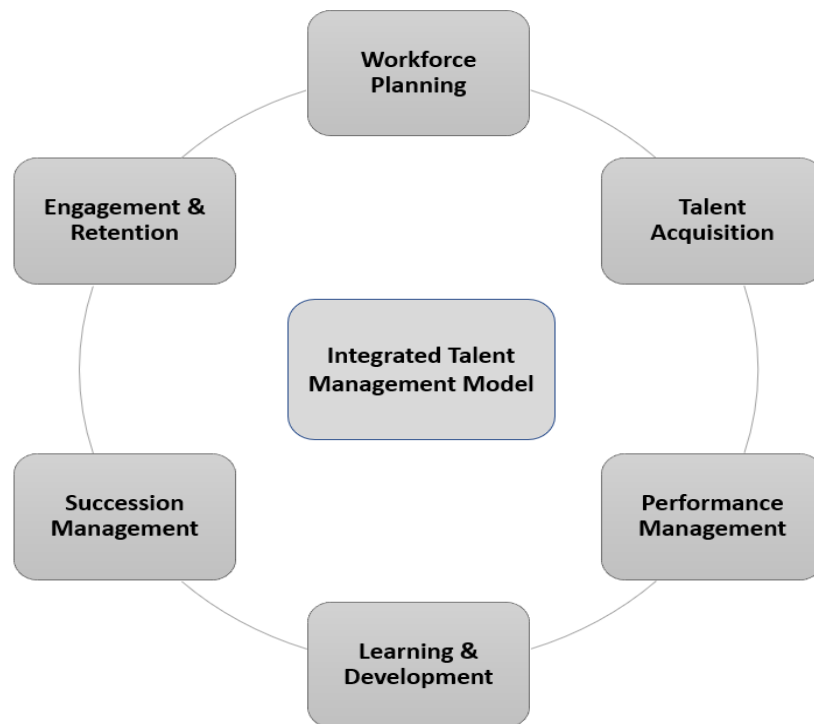 Workforce
Planning
Engagement &
Retention
Talent
Acquisition
Integrated Talent
Management Model
Succession
Management
Performance
Management
Learning &
Development